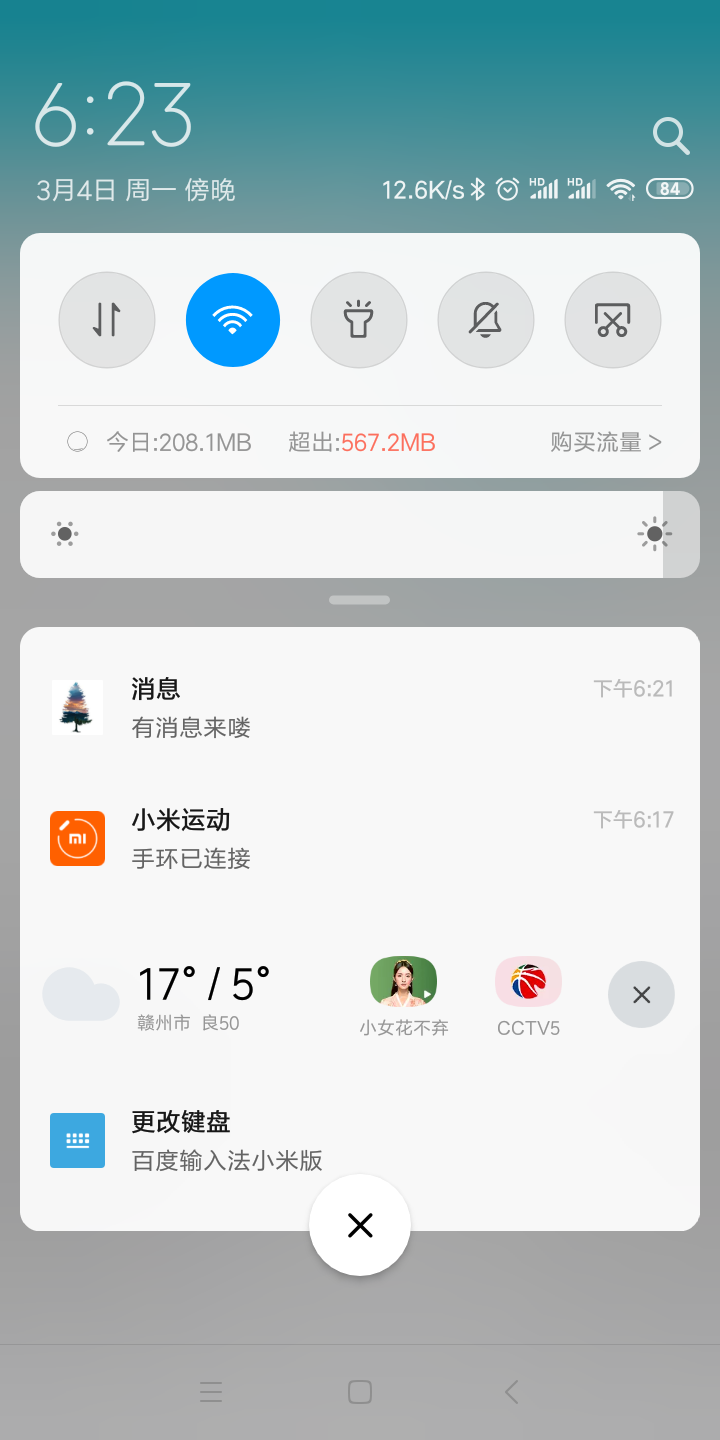 6:23
3月4日 周一 傍晚
12.6K/s HD HD 84
今日:208.1MB 超出:567.2MB 购买流量 >
消息 下午6:21
有消息来喽
小米运动 下午6:17
手环已连接
17° / 5°
赣州市 良50
小女花不弃 CCTV5
更改键盘
百度输入法小米版